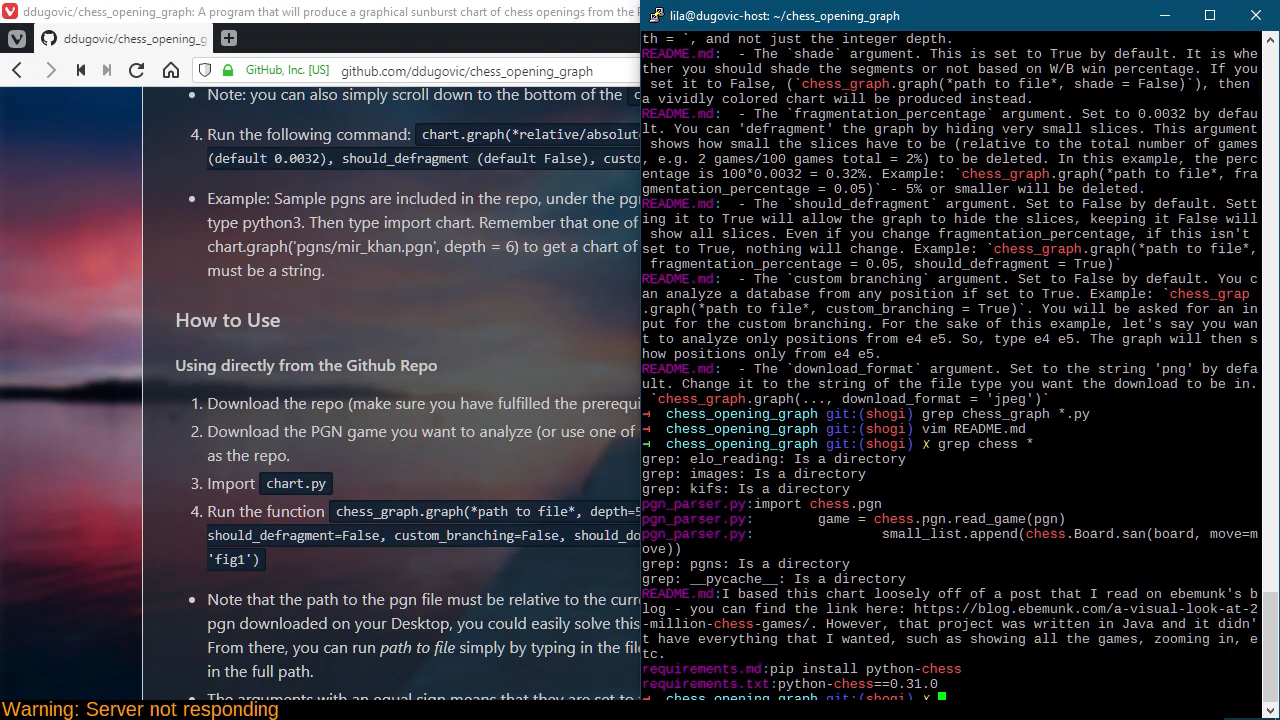 ddugovic/chess_opening_graph: A program that will produce a graphical sunburst chart of chess openings from the
ddugovic/chess_opening_g
GitHub, Inc. [US]
github.com/ddugovic/chess_opening_graph
Note: you can also simply scroll down to the bottom of the
4. Run the following command: chart.graph(*relative/absolut
(default 0.0032), should_defragment (default False), custo
Example: Sample pgns are included in the repo, under the pg
type python3. Then type import chart. Remember that one of
chart.graph('pgns/mir_khan.pgn', depth = 6) to get a chart of
must be a string.
How to Use
Using directly from the Github Repo
1. Download the repo (make sure you have fulfilled the prerequi
2. Download the PGN game you want to analyze (or use one of
as the repo.
3. Import chart.py
4. Run the function chess_graph.graph(*path to file*, depth=5
should_defragment=False, custom_branching=False, should_do
'fig1')
Note that the path to the pgn file must be relative to the curre
pgn downloaded on your Desktop, you could easily solve this
From there, you can run path to file simply by typing in the file
in the full path.
The arguments with an equal sign means that they are set to
Warning: Server not responding
lila@dugovic-host: ~/chess_opening_graph
th = `, and not just the integer depth.
README.md:  - The `shade` argument. This is set to True by default. It is whe
ther you should shade the segments or not based on W/B win percentage. If you
set it to False, (`chess_graph.graph(*path to file*, shade = False)`), then
a vividly colored chart will be produced instead.
README.md:  - The `fragmentation_percentage` argument. Set to 0.0032 by defau
lt. You can 'defragment' the graph by hiding very small slices. This argument
shows how small the slices have to be (relative to the total number of games
, e.g. 2 games/100 games total = 2%) to be deleted. In this example, the perc
entage is 100*0.0032 = 0.32%. Example: `chess_graph.graph(*path to file*, fra
gmentation_percentage = 0.05)` - 5% or smaller will be deleted.
README.md:  - The `should_defragment` argument. Set to False by default. Sett
ing it to True will allow the graph to hide the slices, keeping it False will
show all slices. Even if you change fragmentation_percentage, if this isn't
set to True, nothing will change. Example: `chess_graph.graph(*path to file*,
fragmentation_percentage = 0.05, should_defragment = True)`
README.md:  - The `custom branching` argument. Set to False by default. You c
an analyze a database from any position if set to True. Example: `chess_grap
.graph(*path to file*, custom_branching = True)`. You will be asked for an in
put for the custom branching. For the sake of this example, let's say you wan
t to analyze only positions from e4 e5. So, type e4 e5. The graph will then s
how positions only from e4 e5.
README.md:  - The `download_format` argument. Set to the string 'png' by defa
ult. Change it to the string of the file type you want the download to be in.
`chess_graph.graph(..., download_format = 'jpeg')`
→ chess_opening_graph git:(shogi) grep chess_graph *.py
→ chess_opening_graph git:(shogi) vim README.md
→ chess_opening_graph git:(shogi) ✗ grep chess *
grep: elo_reading: Is a directory
grep: images: Is a directory
grep: kifs: Is a directory
pgn_parser.py:import chess.pgn
pgn_parser.py:        game = chess.pgn.read_game(pgn)
pgn_parser.py:                small_list.append(chess.Board.san(board, move=m
ove))
grep: pgns: Is a directory
grep: __pycache__: Is a directory
README.md:I based this chart loosely off of a post that I read on ebemunk's b
log - you can find the link here: https://blog.ebemunk.com/a-visual-look-at-2
-million-chess-games/. However, that project was written in Java and it didn'
t have everything that I wanted, such as showing all the games, zooming in, e
tc.
requirements.md:pip install python-chess
requirements.txt:python-chess==0.31.0
→ chess_opening_graph git:(shogi) ✗